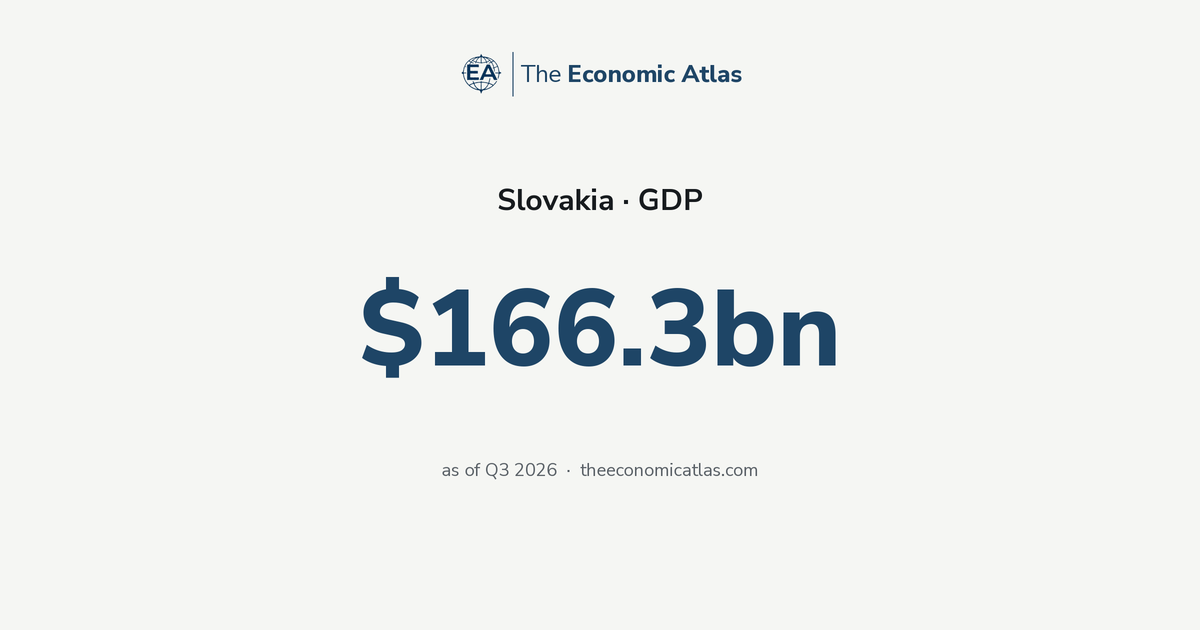 EA The Economic Atlas
Slovakia · GDP
$166.3bn
as of Q3 2026 · theeconomicatlas.com